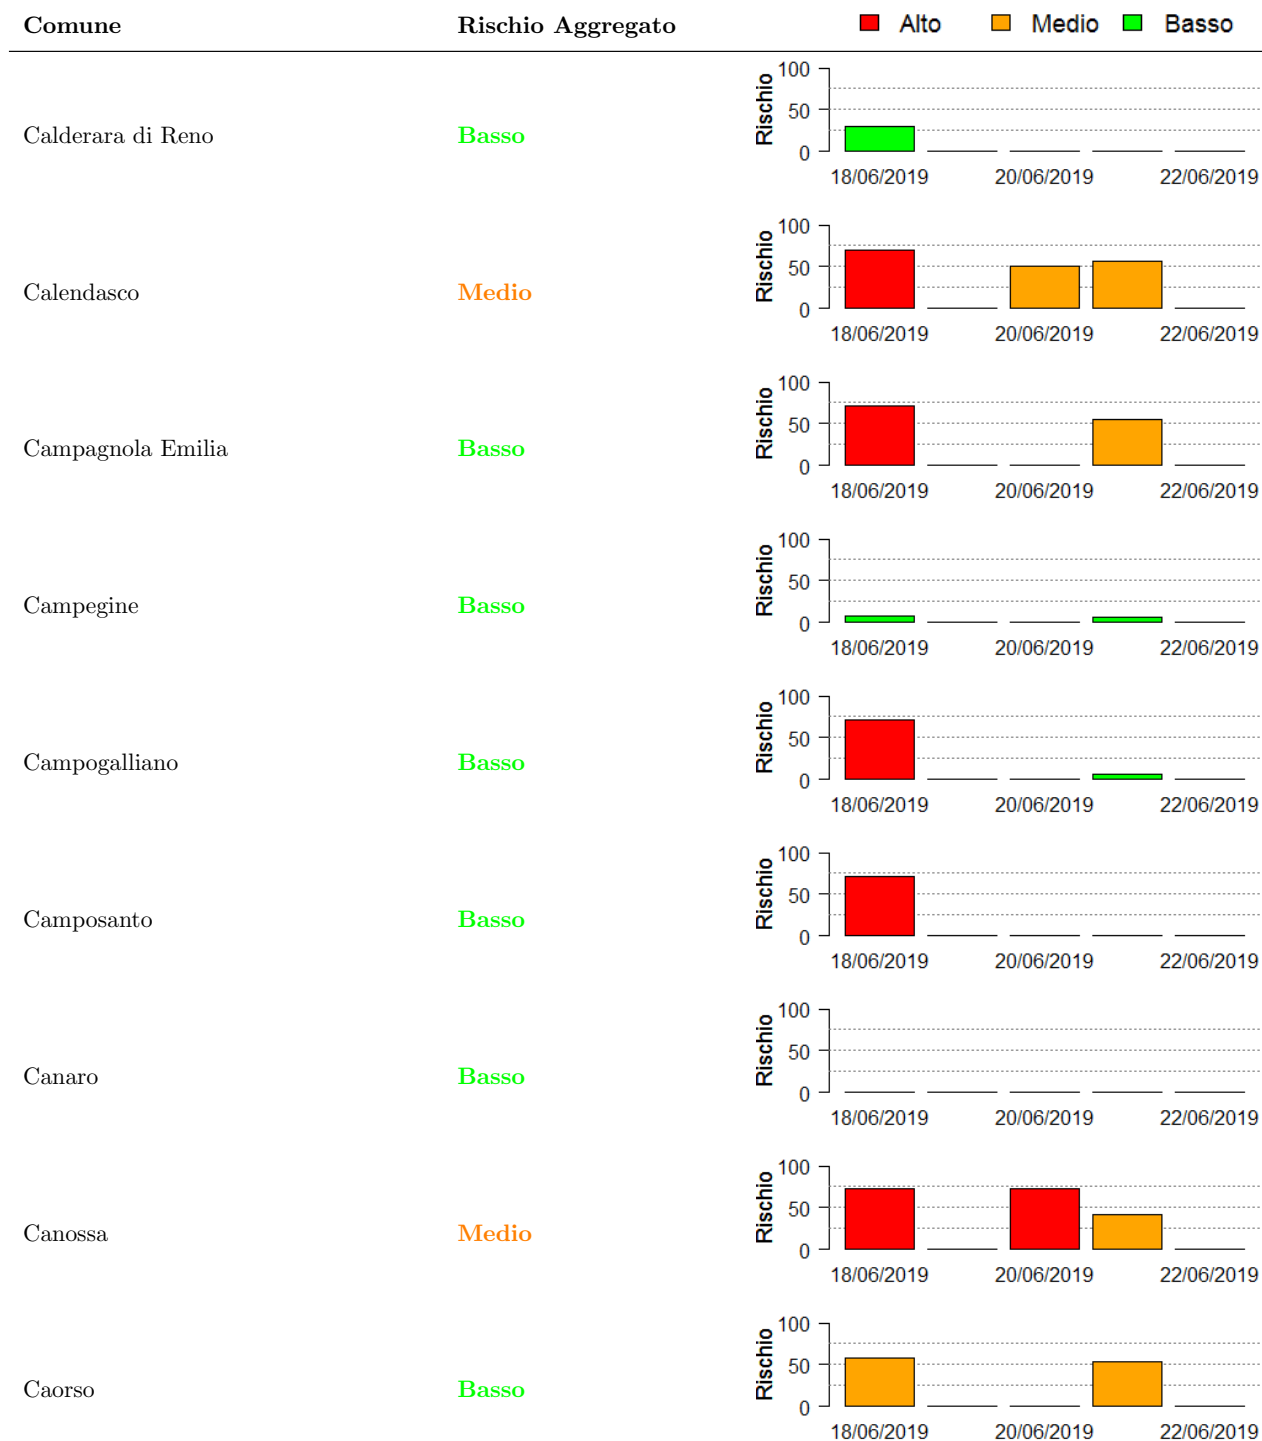 Comune Rischio Aggregato Alto Medio Basso
Calderara di Reno Basso
Rischio
100
50
0
18/06/2019 20/06/2019 22/06/2019
Calendasco Medio
Rischio
100
50
0
18/06/2019 20/06/2019 22/06/2019
Campagnola Emilia Basso
Rischio
100
50
0
18/06/2019 20/06/2019 22/06/2019
Campegine Basso
Rischio
100
50
0
18/06/2019 20/06/2019 22/06/2019
Campogalliano Basso
Rischio
100
50
0
18/06/2019 20/06/2019 22/06/2019
Camposanto Basso
Rischio
100
50
0
18/06/2019 20/06/2019 22/06/2019
Canaro Basso
Rischio
100
50
0
18/06/2019 20/06/2019 22/06/2019
Canossa Medio
Rischio
100
50
0
18/06/2019 20/06/2019 22/06/2019
Caorso Basso
Rischio
100
50
0
18/06/2019 20/06/2019 22/06/2019